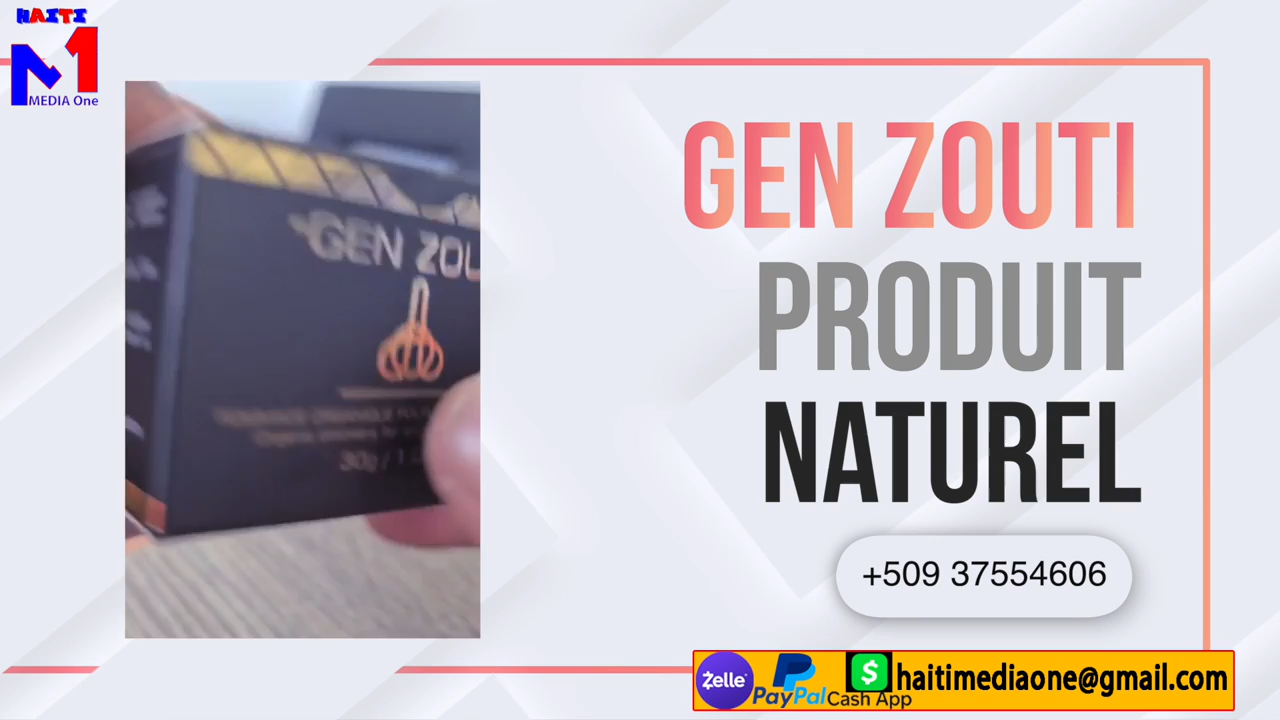 HAITI
M1
MEDIA One
GEN ZOU
30g / 1.
GEN ZOUTI
PRODUIT
NATUREL
+509 37554606
Zelle
PayPal
$
Cash App
haitimediaone@gmail.com